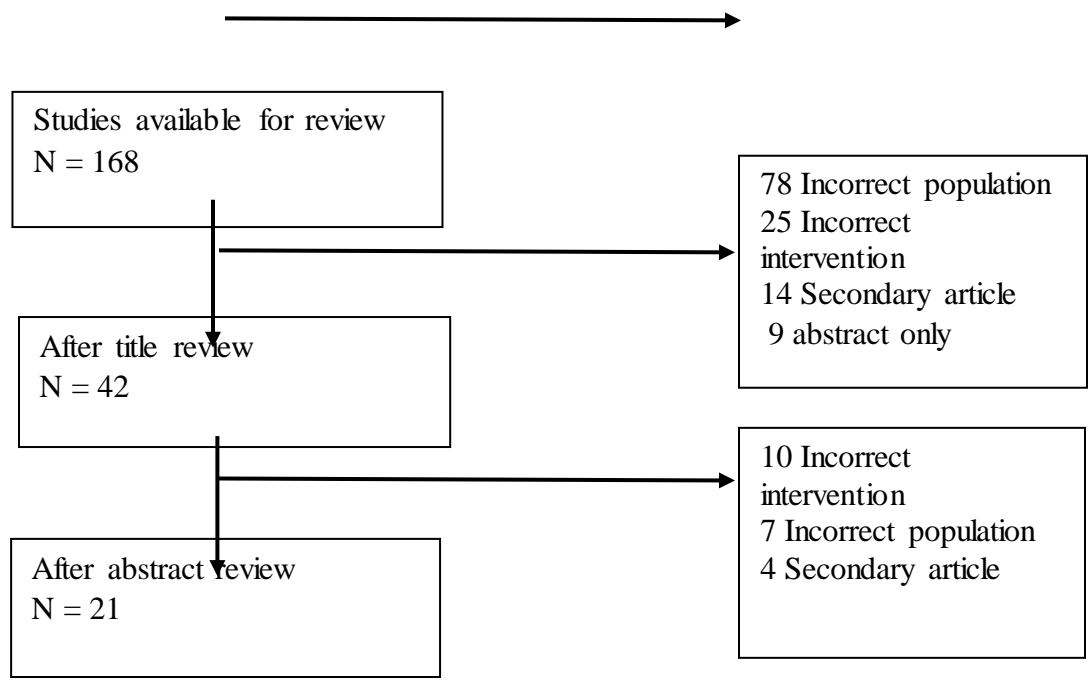 Studies available for review
N = 168
78 Incorrect population
25 Incorrect
intervention
14 Secondary article
9 abstract only
After title review
N = 42
10 Incorrect
intervention
7 Incorrect population
4 Secondary article
After abstract review
N = 21